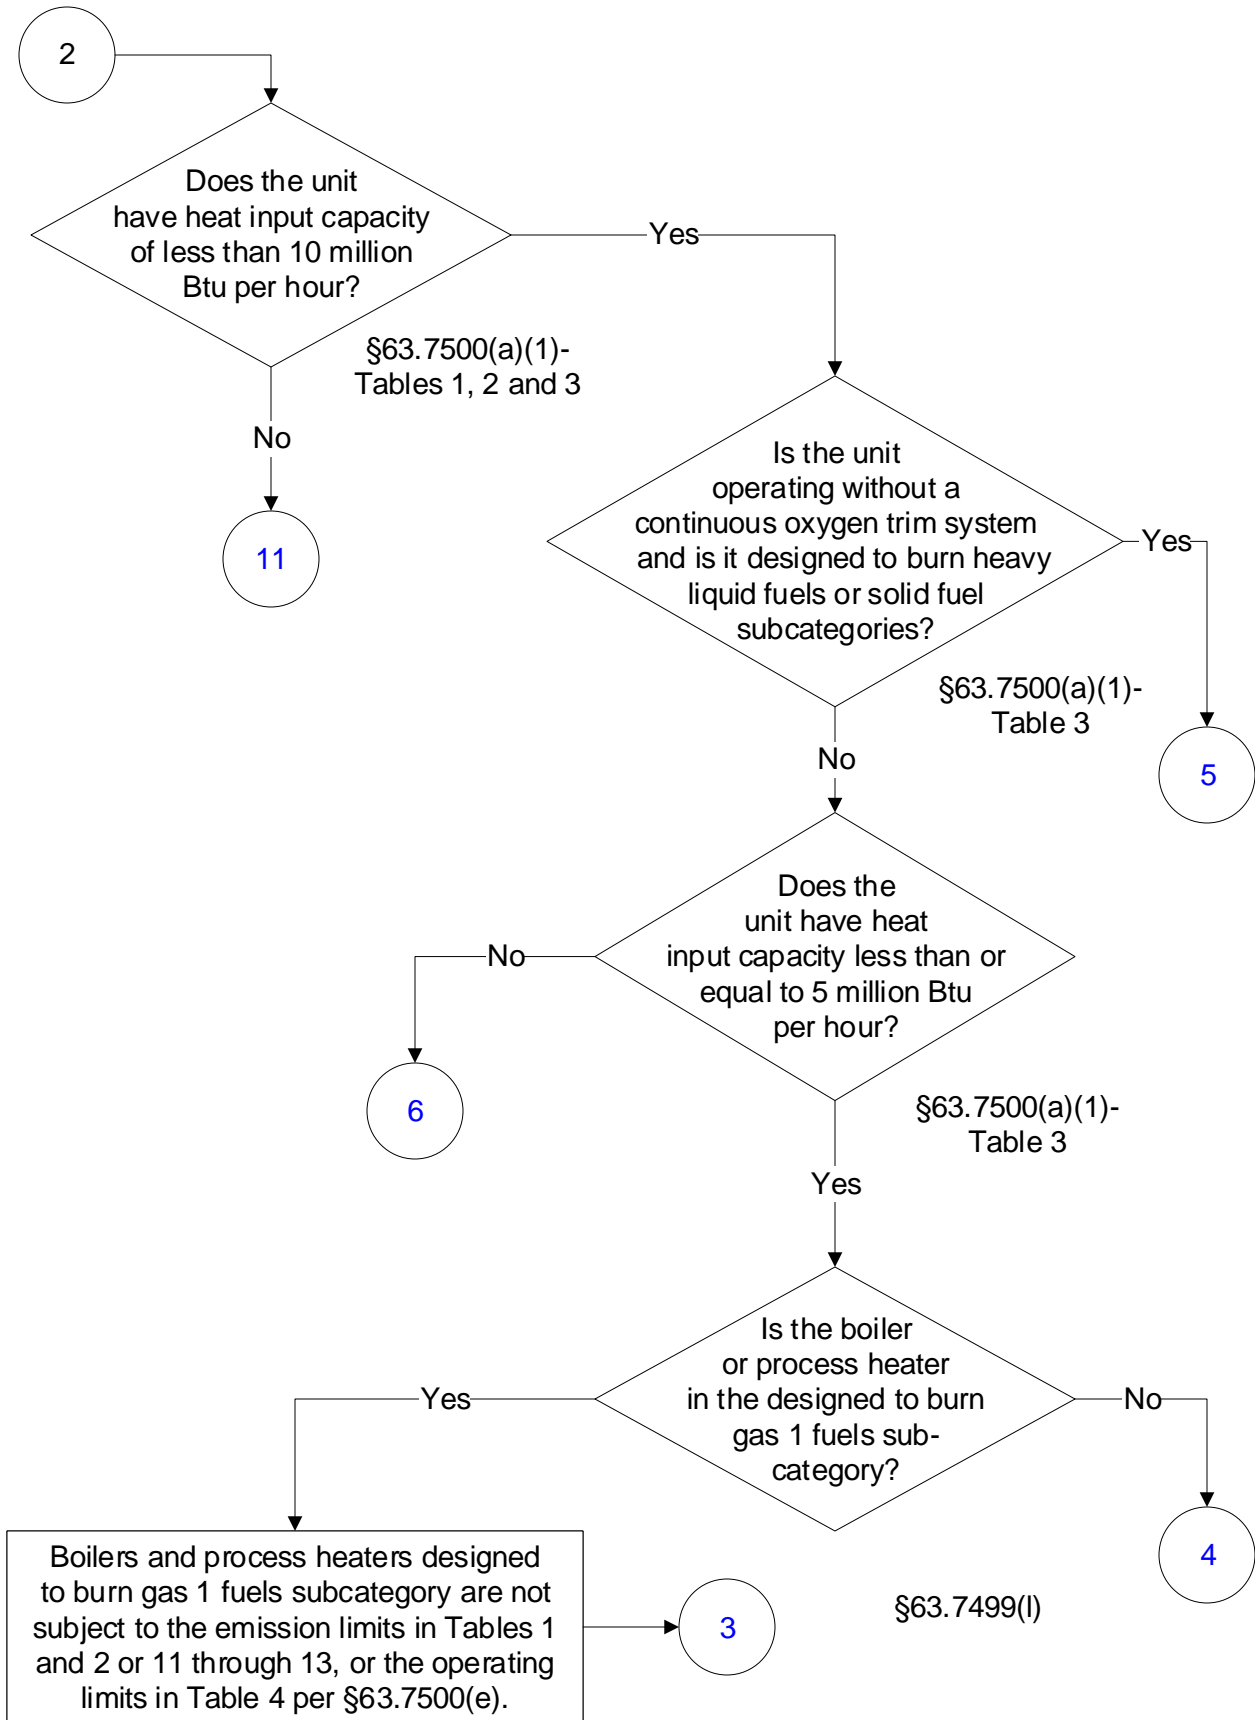 2
Does the unit
have heat input capacity
of less than 10 million
Btu per hour?
Yes
§63.7500(a)(1)-
Tables 1, 2 and 3
No
11
Is the unit
operating without a
continuous oxygen trim system
and is it designed to burn heavy
liquid fuels or solid fuel
subcategories?
Yes
§63.7500(a)(1)-
Table 3
5
No
Does the
unit have heat
input capacity less than or
equal to 5 million Btu
per hour?
No
6
§63.7500(a)(1)-
Table 3
Yes
Is the boiler
or process heater
in the designed to burn
gas 1 fuels sub-
category?
Yes
No
4
§63.7499(l)
Boilers and process heaters designed
to burn gas 1 fuels subcategory are not
subject to the emission limits in Tables 1
and 2 or 11 through 13, or the operating
limits in Table 4 per §63.7500(e).
3